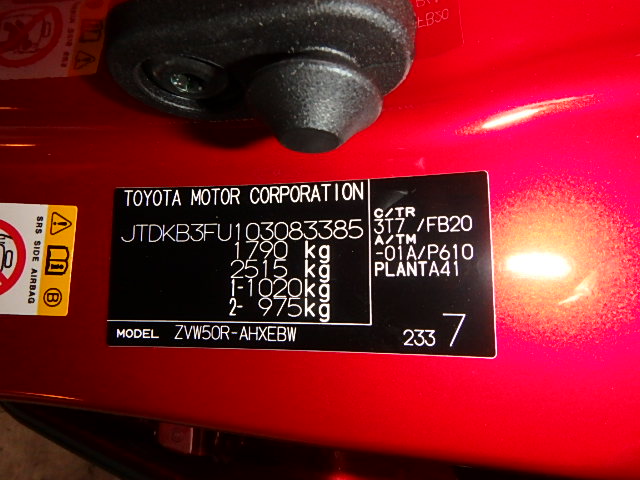 EB30
TOYOTA MOTOR CORPORATION
JTDKB3FU103083385
1790 kg
2515 kg
1-1020kg
2- 975kg
C/TR
3T7 /FB20
A/TM
-01A/P610
PLANTA41
MODEL ZVW50R-AHXEBW
233 7
SRS SIDE AIRBAG
B